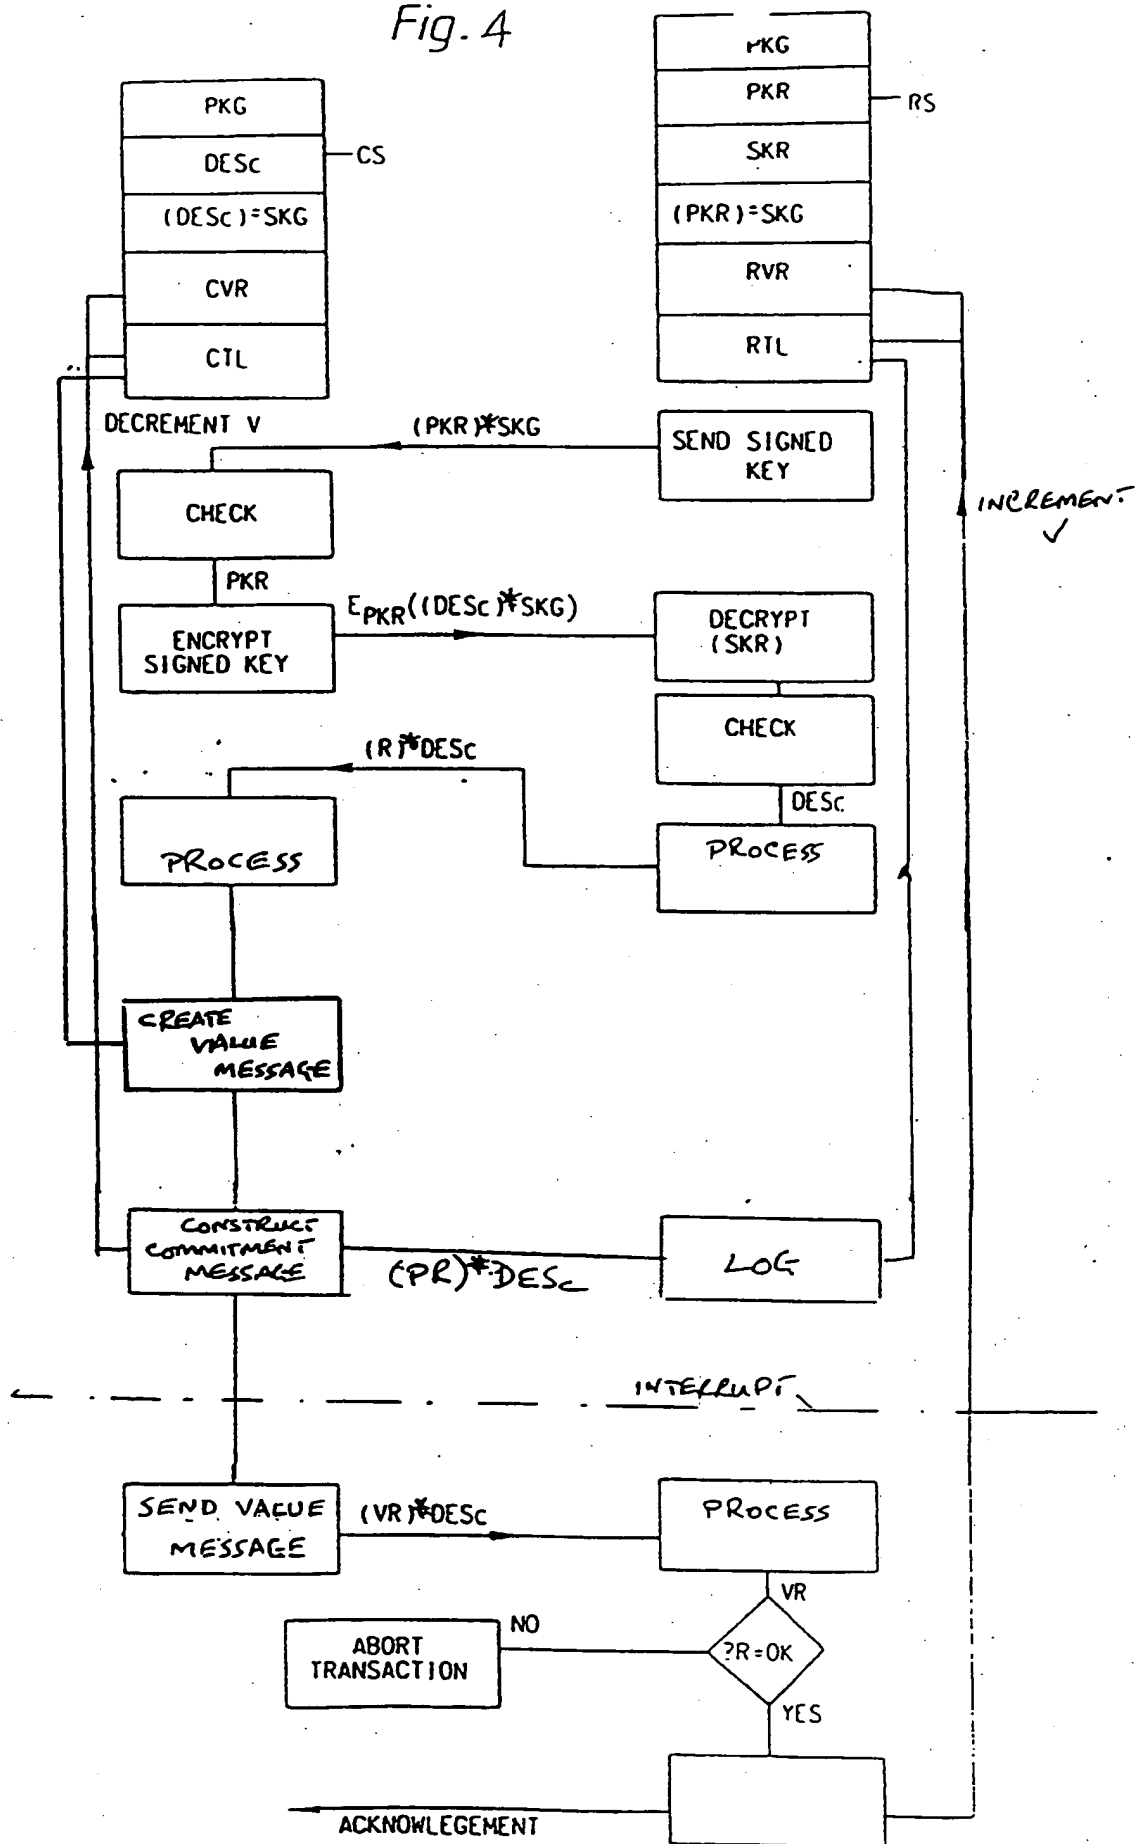 Fig. 4
PKG
DESc
CS
(DESc)=SKG
CVR
CTL
PKG
PKR
RS
SKR
(PKR)=SKG
RVR
RTL
DECREMENT V
(PKR)*SKG
SEND SIGNED
KEY
CHECK
INCREMENT
PKR
ENCRYPT
SIGNED KEY
EPKR((DESc)*SKG)
DECRYPT
(SKR)
CHECK
(R)*DESc
DESc
PROCESS
PROCESS
CREATE
VALUE
MESSAGE
CONSTRUCT
COMMITMENT
MESSAGE
(PR)*DESc
LOG
INTERRUPT
SEND VALUE
MESSAGE
(VR)*DESc
PROCESS
VR
NO
ABORT
TRANSACTION
?R=OK
YES
ACKNOWLEGEMENT